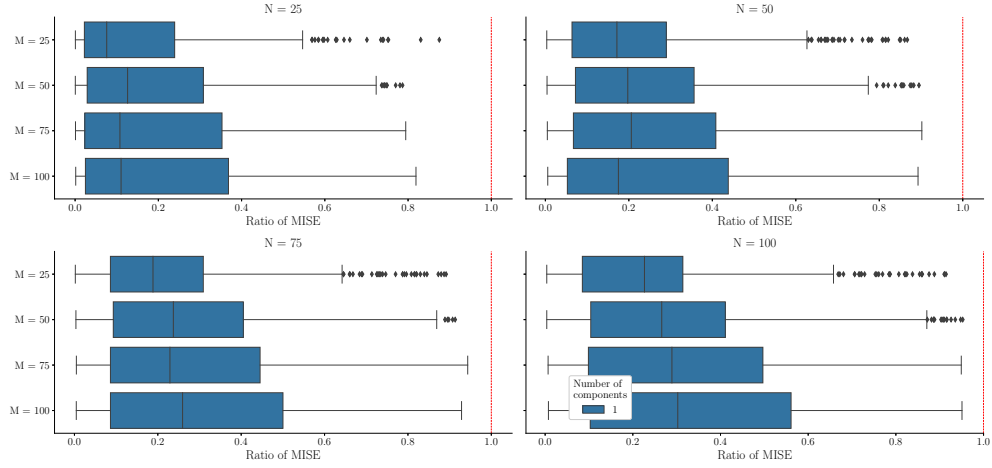 N = 25
M = 25
M = 50
M = 75
M = 100
0.0 0.2 0.4 0.6 0.8 1.0
Ratio of MISE
N = 50
0.0 0.2 0.4 0.6 0.8 1.0
Ratio of MISE
N = 75
M = 25
M = 50
M = 75
M = 100
0.0 0.2 0.4 0.6 0.8 1.0
Ratio of MISE
N = 100
Number of
components
1
0.0 0.2 0.4 0.6 0.8 1.0
Ratio of MISE